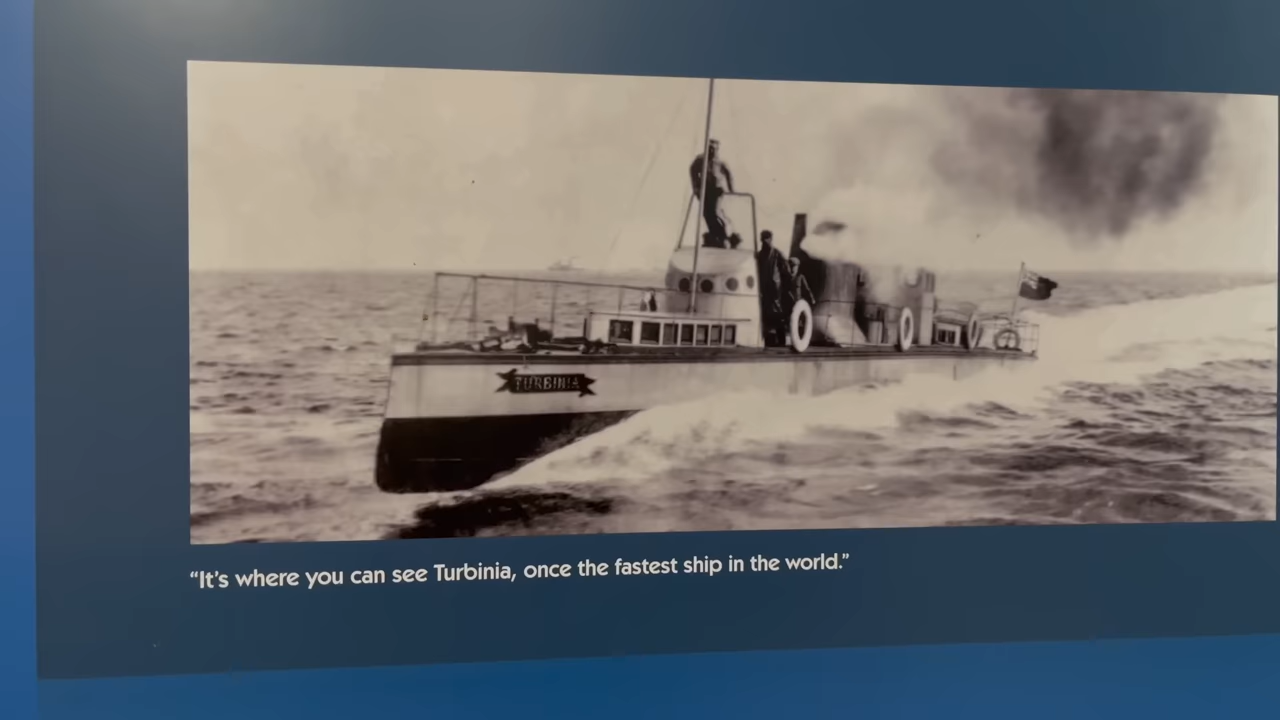 TURBINIA
“It’s where you can see Turbinia, once the fastest ship in the world.”